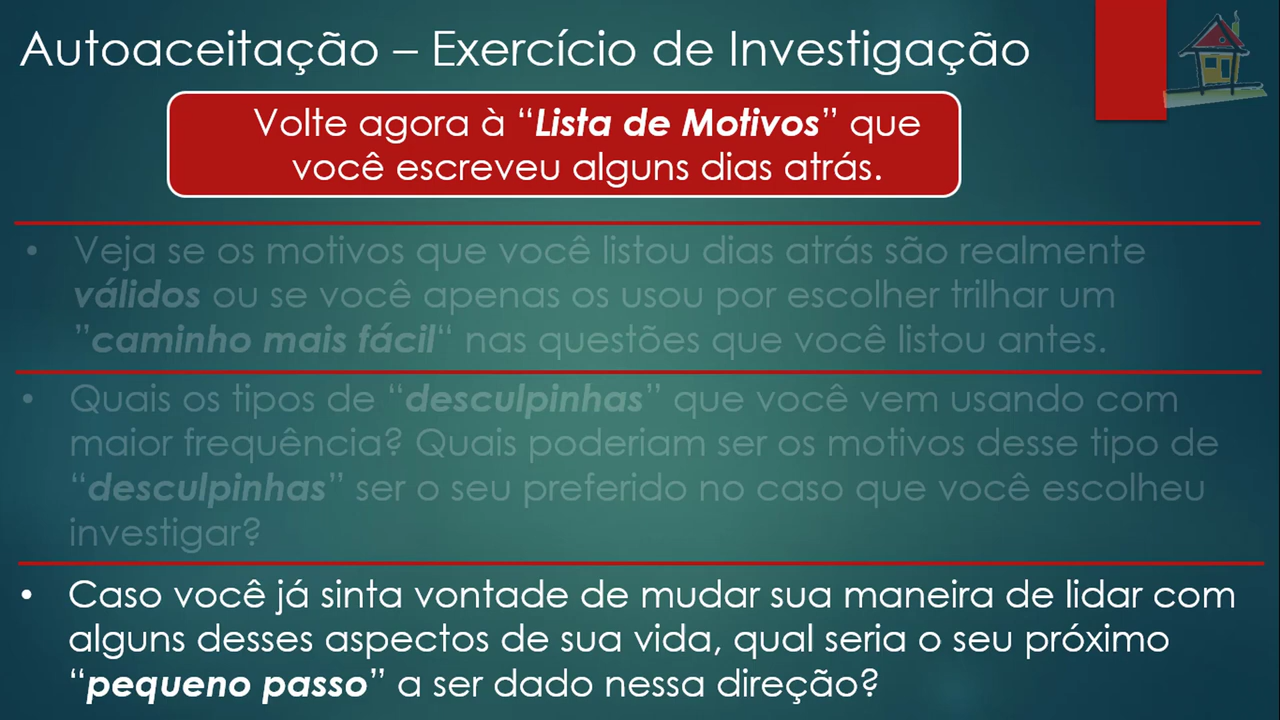 Autoaceitação – Exercício de Investigação
Volte agora à “Lista de Motivos” que
você escreveu alguns dias atrás.
• Veja se os motivos que você listou dias atrás são realmente
válidos ou se você apenas os usou por escolher trilhar um
”caminho mais fácil“ nas questões que você listou antes.
• Quais os tipos de “desculpinhas” que você vem usando com
maior frequência? Quais poderiam ser os motivos desse tipo de
“desculpinhas” ser o seu preferido no caso que você escolheu
investigar?
• Caso você já sinta vontade de mudar sua maneira de lidar com
alguns desses aspectos de sua vida, qual seria o seu próximo
“pequeno passo” a ser dado nessa direção?